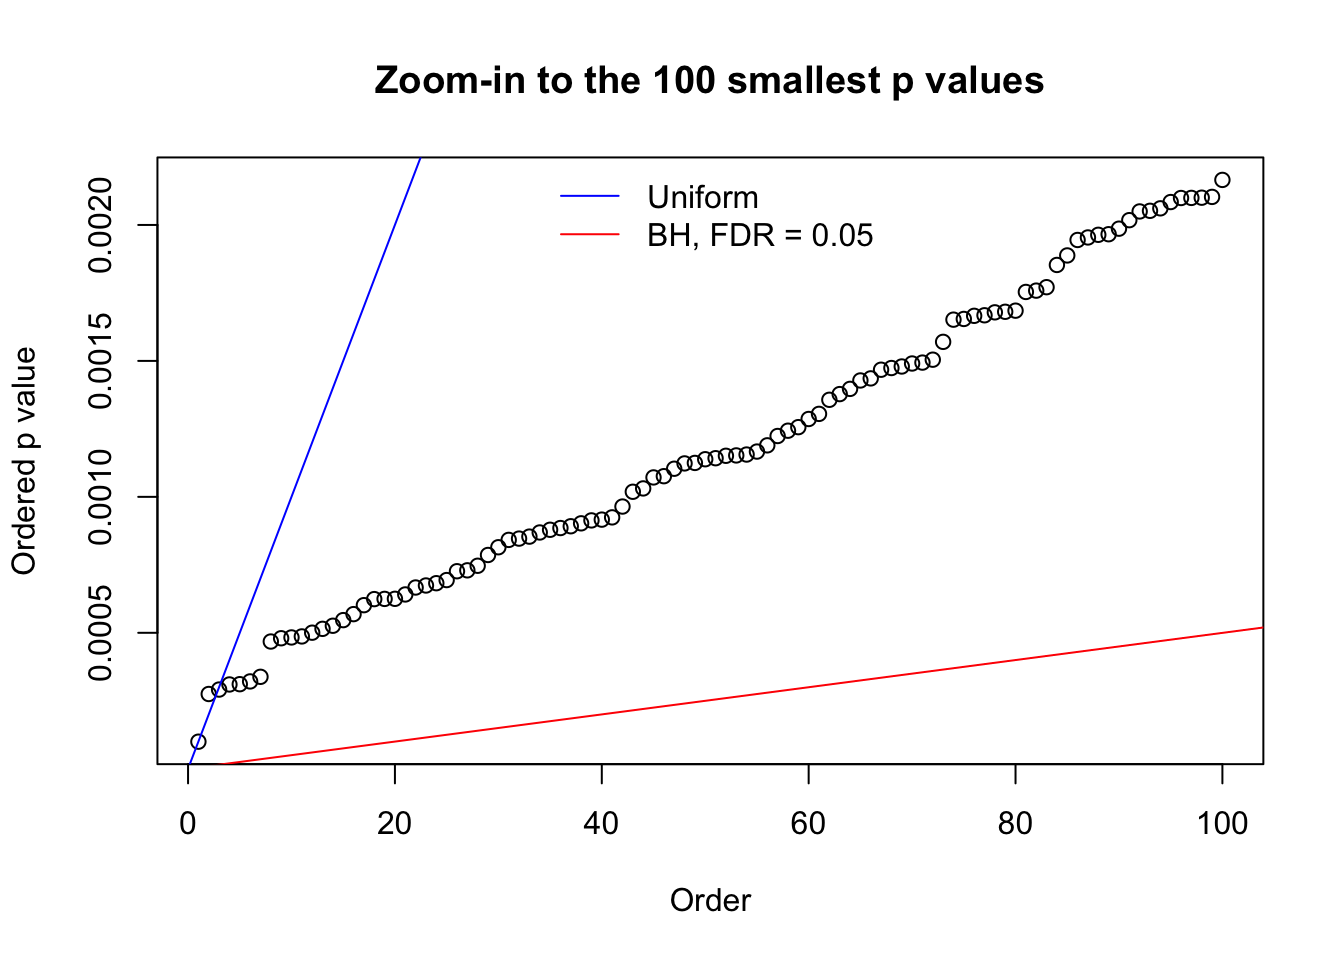 Zoom-in to the 100 smallest p values
Uniform
BH, FDR = 0.05
Ordered p value
0.0020
0.0015
0.0010
0.0005
0 20 40 60 80 100
Order